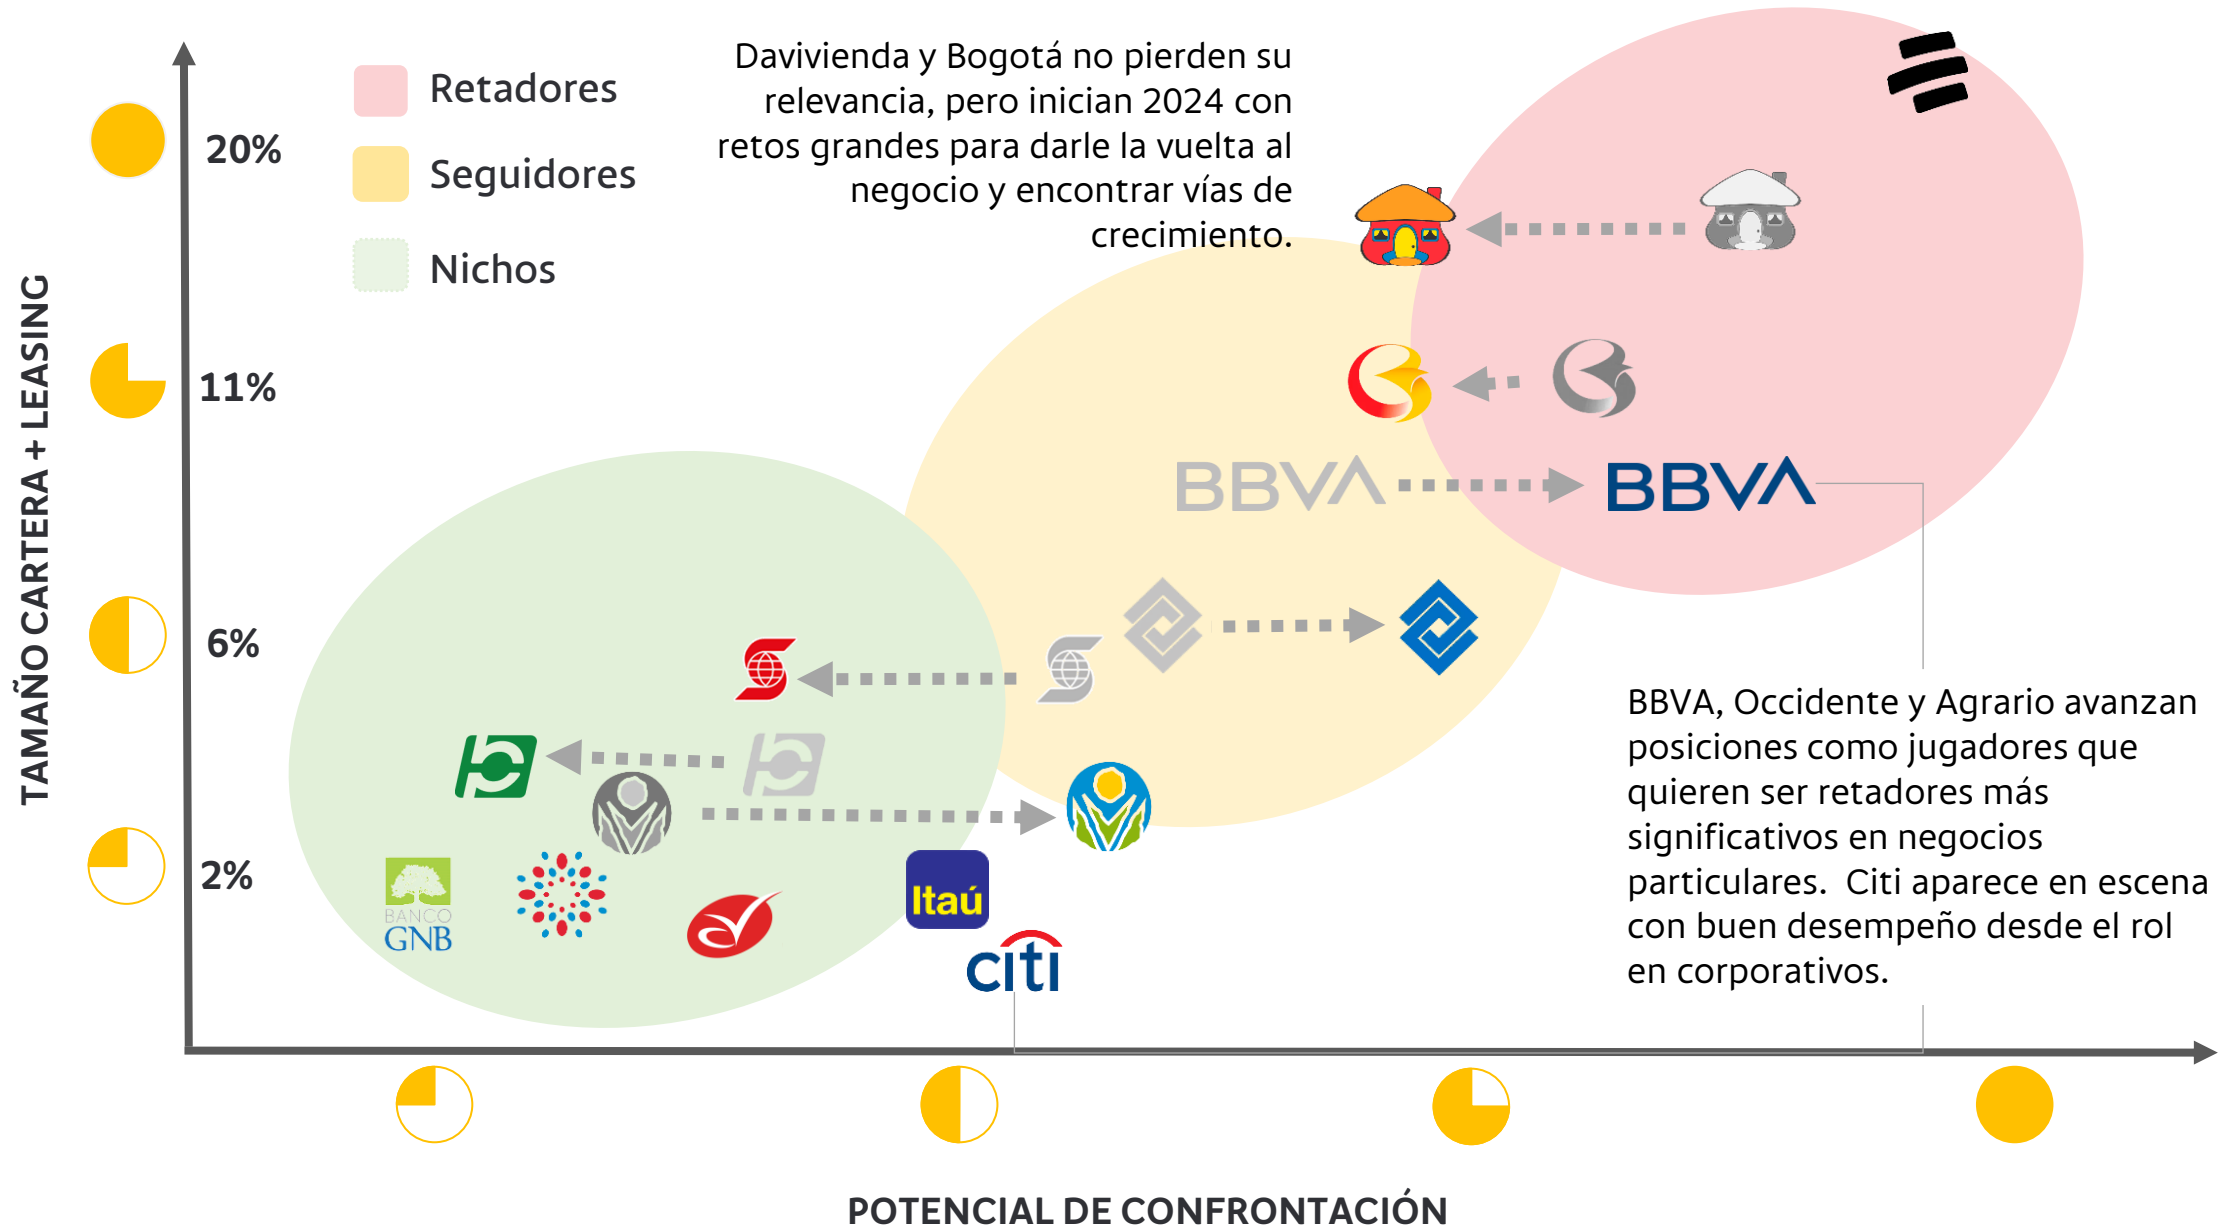 Retadores
Seguidores
Nichos
Davivienda y Bogotá no pierden su
relevancia, pero inician 2024 con
retos grandes para darle la vuelta al
negocio y encontrar vías de
crecimiento.
TAMAÑO CARTERA + LEASING
20%
11%
6%
2%
BBVA
BBVA
BANCO
GNB
Itaú
citi
BBVA, Occidente y Agrario avanzan
posiciones como jugadores que
quieren ser retadores más
significativos en negocios
particulares.  Citi aparece en escena
con buen desempeño desde el rol
en corporativos.
POTENCIAL DE CONFRONTACIÓN